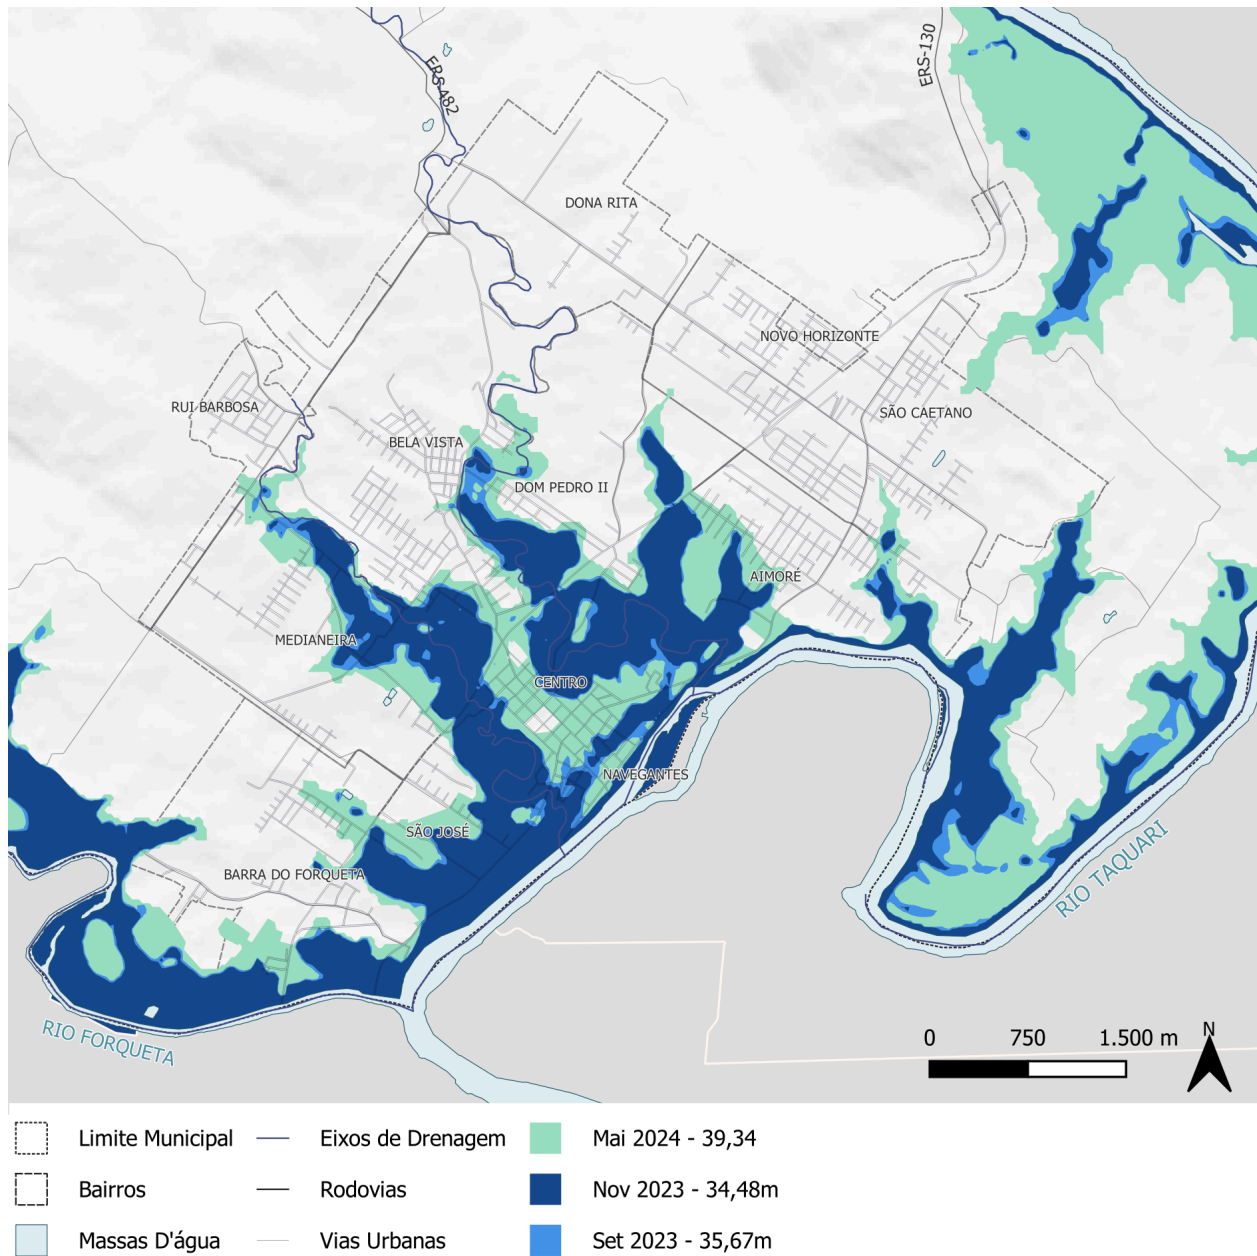 ERS-130
ERS-482
DONA RITA
NOVO HORIZONTE
RUI BARBOSA
SÃO CAETANO
BELA VISTA
DOM PEDRO II
AIMORÉ
MEDIANEIRA
CENTRO
NAVEGANTES
SÃO JOSÉ
BARRA DO FORQUETA
RIO TAQUARI
RIO FORQUETA
0 750 1.500 m
N
Limite Municipal
Eixos de Drenagem
Mai 2024 - 39,34
Bairros
Rodovias
Nov 2023 - 34,48m
Massas D'água
Vias Urbanas
Set 2023 - 35,67m